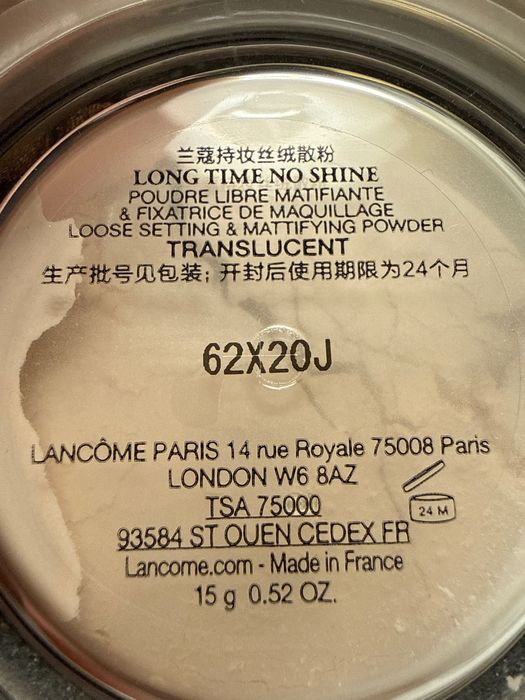 兰蔻持妆丝绒散粉
LONG TIME NO SHINE
POUDRE LIBRE MATIFIANTE
& FIXATRICE DE MAQUILLAGE
LOOSE SETTING & MATTIFYING POWDER
TRANSLUCENT
生产批号见包装；开封后使用期限为24个月
62X20J
LANCÔME PARIS 14 rue Royale 75008 Paris
LONDON W6 8AZ
TSA 75000
93584 ST OUEN CEDEX FR
24 M
Lancome.com - Made in France
15 g 0.52 OZ.